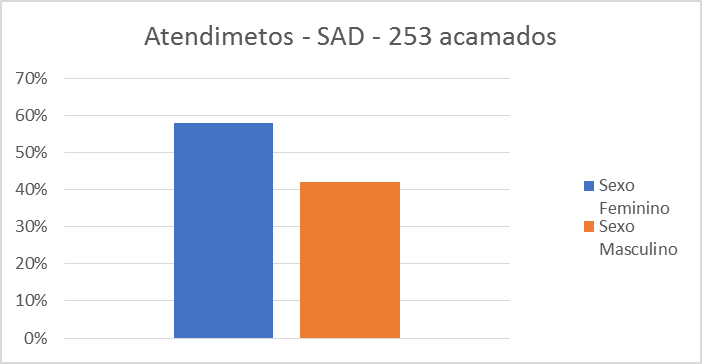 Atendimetos - SAD - 253 acamados
70%
60%
50%
40%
30%
20%
10%
0%
Sexo
Feminino
Sexo
Masculino